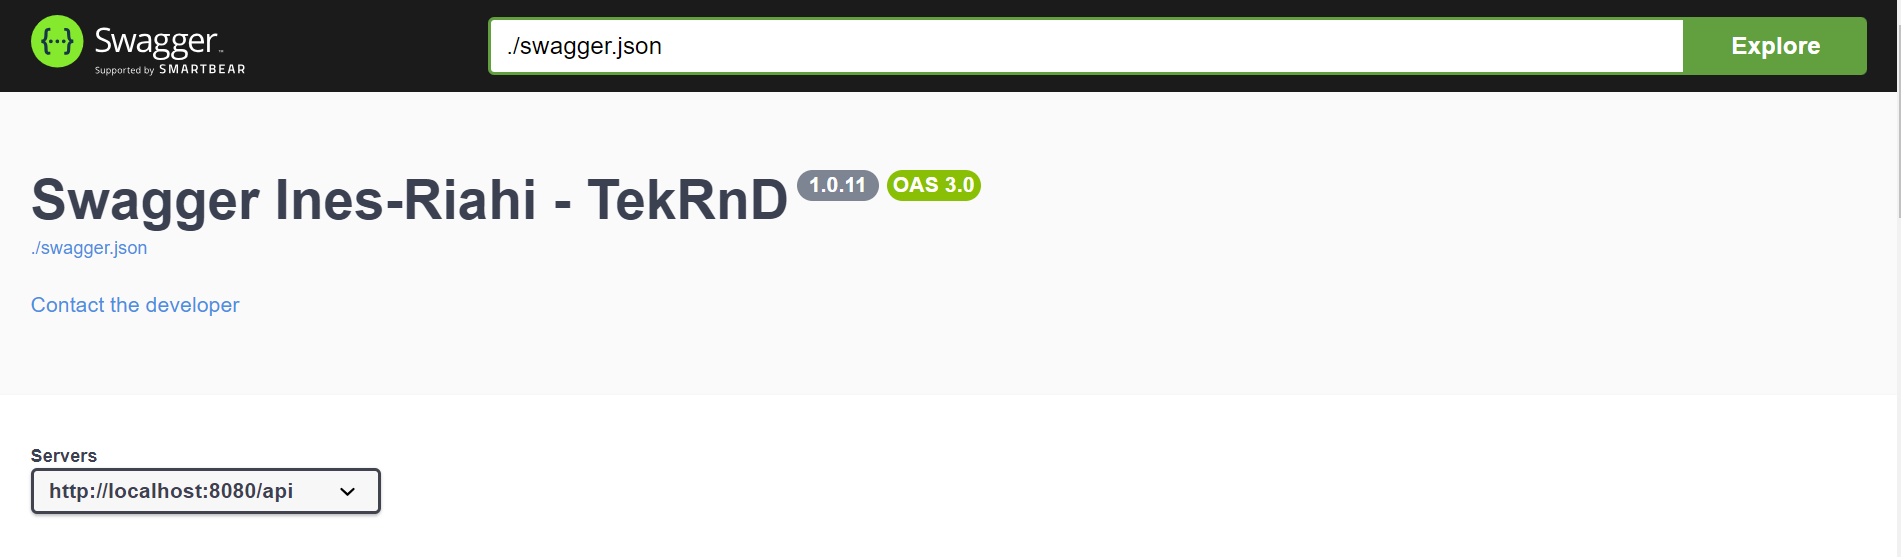 Swagger
Supported by SMARTBEAR
./swagger.json
Explore
Swagger Ines-Riahi - TekRnD 1.0.11 OAS 3.0
./swagger.json
Contact the developer
Servers
http://localhost:8080/api